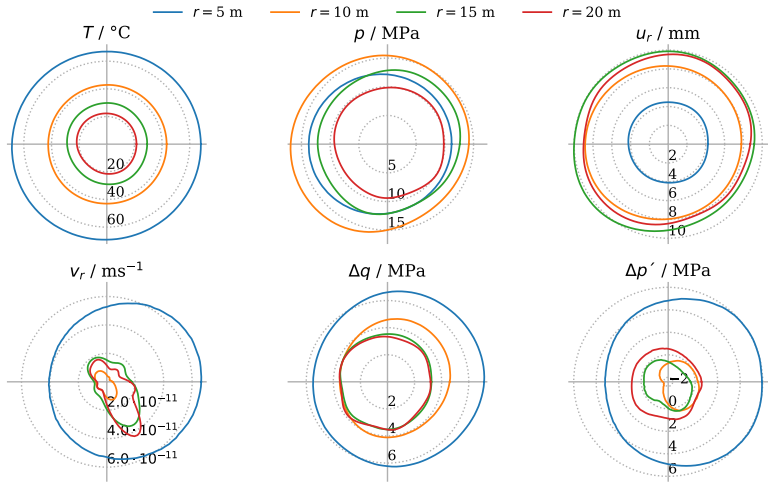 r = 5 m r = 10 m r = 15 m r = 20 m
T / °C p / MPa u_r / mm
20 40 60
5 10 15
2 4 6 8 10
v_r / ms⁻¹ Δq / MPa Δp´ / MPa
2.0 · 10⁻¹¹
4.0 · 10⁻¹¹
6.0 · 10⁻¹¹
2 4 6
−2 0 2 4 6